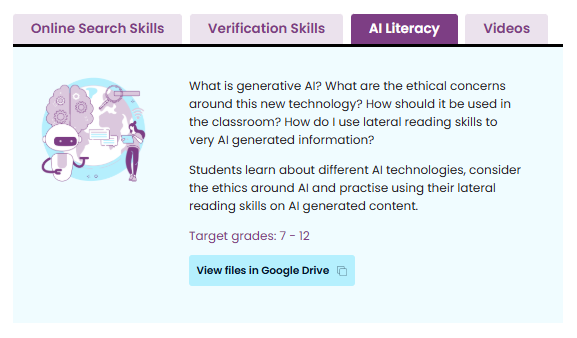 Online Search Skills
Verification Skills
AI Literacy
Videos
What is generative AI? What are the ethical concerns
around this new technology? How should it be used in
the classroom? How do I use lateral reading skills to
very AI generated information?
Students learn about different AI technologies, consider
the ethics around AI and practise using their lateral
reading skills on AI generated content.
Target grades: 7 - 12
View files in Google Drive